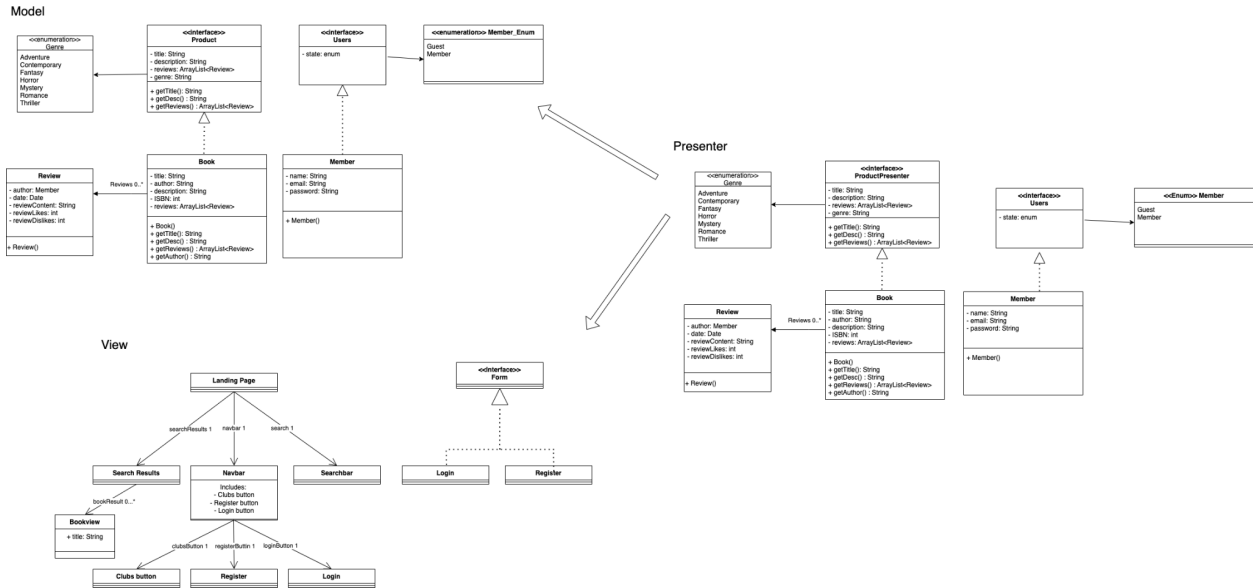 Model
<<enumeration>>
Genre
Adventure
Contemporary
Fantasy
Horror
Mystery
Romance
Thriller
<<interface>>
Product
- title: String
- description: String
- reviews: ArrayList<Review>
- genre: String
+ getTitle(): String
+ getDesc() : String
+ getReviews() : ArrayList<Review>
<<interface>>
Users
- state: enum
<<enumeration>> Member_Enum
Guest
Member
Review
- author: Member
- date: Date
- reviewContent: String
- reviewLikes: int
- reviewDislikes: int
+ Review()
Reviews 0..*
Book
- title: String
- author: String
- description: String
- ISBN: int
- reviews: ArrayList<Review>
+ Book()
+ getTitle(): String
+ getDesc() : String
+ getReviews() : ArrayList<Review>
+ getAuthor() : String
Member
- name: String
- email: String
- password: String
+ Member()
Presenter
<<enumeration>>
Genre
Adventure
Contemporary
Fantasy
Horror
Mystery
Romance
Thriller
<<interface>>
ProductPresenter
- title: String
- description: String
- reviews: ArrayList<Review>
- genre: String
+ getTitle(): String
+ getDesc() : String
+ getReviews() : ArrayList<Review>
<<interface>>
Users
- state: enum
<<Enum>> Member
Guest
Member
Review
- author: Member
- date: Date
- reviewContent: String
- reviewLikes: int
- reviewDislikes: int
+ Review()
Reviews 0..*
Book
- title: String
- author: String
- description: String
- ISBN: int
- reviews: ArrayList<Review>
+ Book()
+ getTitle(): String
+ getDesc() : String
+ getReviews() : ArrayList<Review>
+ getAuthor() : String
Member
- name: String
- email: String
- password: String
+ Member()
View
Landing Page
searchResults 1
navbar 1
search 1
Search Results
Navbar
Includes:
- Clubs button
- Register button
- Login button
Searchbar
bookResult 0...*
Bookview
+ title: String
clubsButton 1
registerButtin 1
loginButton 1
Clubs button
Register
Login
<<interface>>
Form
Login
Register